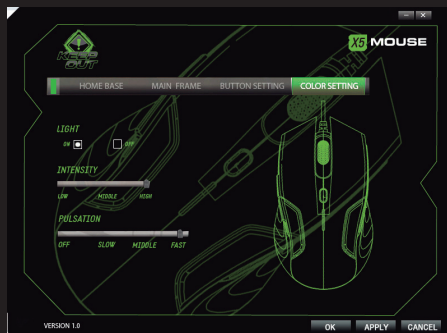 – X
KEEP OUT
X5 MOUSE
HOME BASE MAIN FRAME BUTTON SETTING COLOR SETTING
LIGHT
ON OFF
INTENSITY
LOW MIDDLE HIGH
PULSATION
OFF SLOW MIDDLE FAST
VERSION 1.0 OK APPLY CANCEL